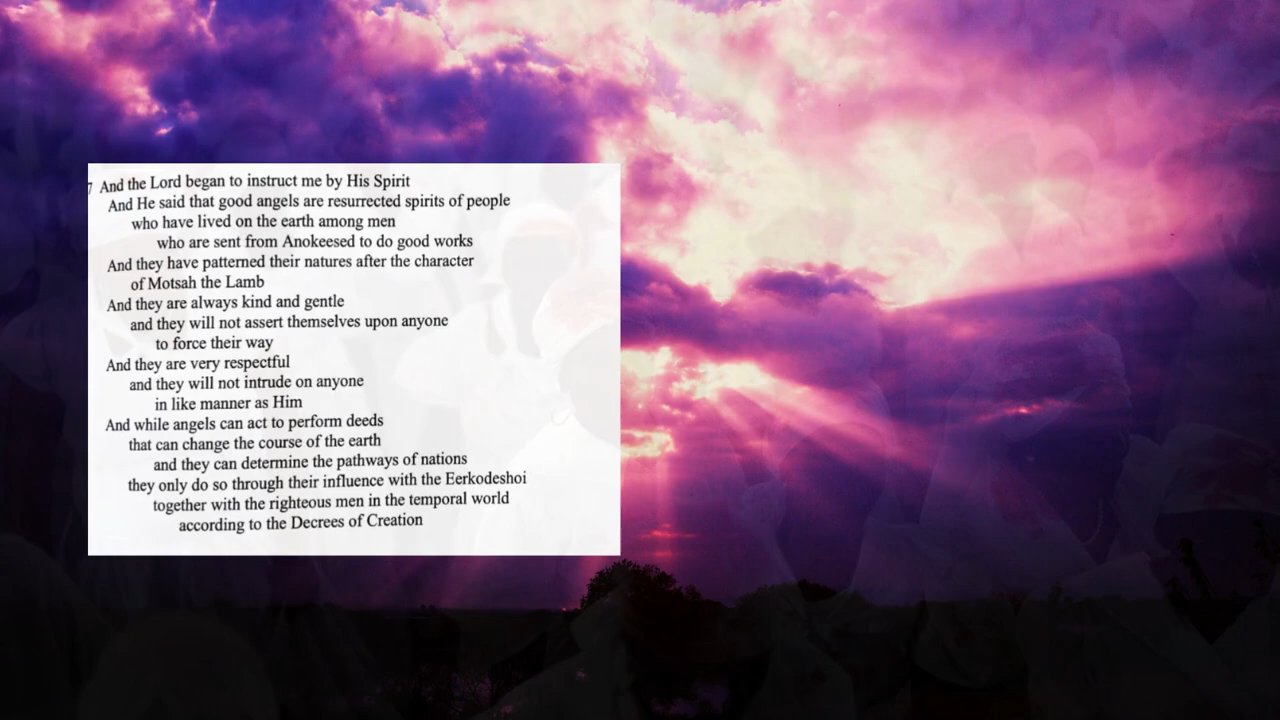 7 And the Lord began to instruct me by His Spirit
And He said that good angels are resurrected spirits of people
who have lived on the earth among men
who are sent from Anokeesed to do good works
And they have patterned their natures after the character
of Motsah the Lamb
And they are always kind and gentle
and they will not assert themselves upon anyone
to force their way
And they are very respectful
and they will not intrude on anyone
in like manner as Him
And while angels can act to perform deeds
that can change the course of the earth
and they can determine the pathways of nations
they only do so through their influence with the Eerkodeshoi
together with the righteous men in the temporal world
according to the Decrees of Creation